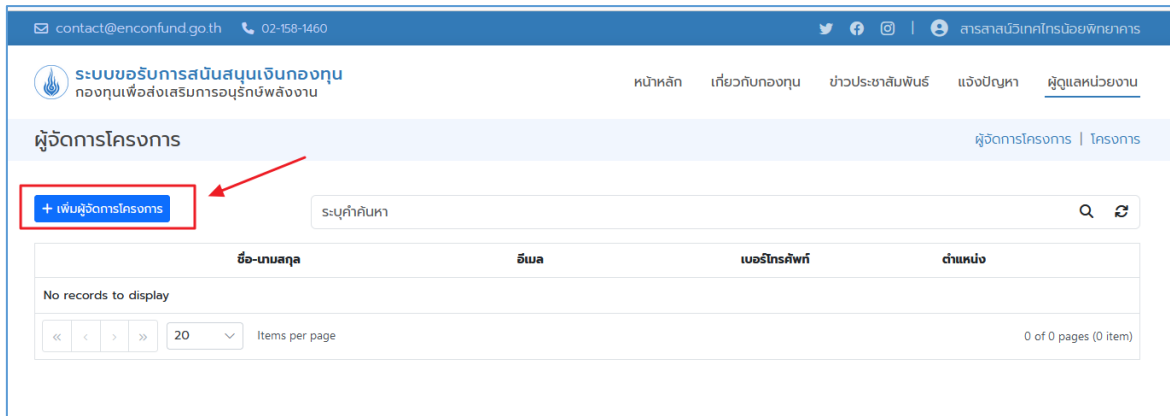 contact@enconfund.go.th 02-158-1460 | สารสาสน์วิเทศไทรน้อยพิทยาคาร
ระบบขอรับการสนับสนุนเงินกองทุน
กองทุนเพื่อส่งเสริมการอนุรักษ์พลังงาน
หน้าหลัก เกี่ยวกับกองทุน ข่าวประชาสัมพันธ์ แจ้งปัญหา ผู้ดูแลหน่วยงาน
ผู้จัดการโครงการ ผู้จัดการโครงการ | โครงการ
+ เพิ่มผู้จัดการโครงการ ระบุคำค้นหา
ชื่อ-นามสกุล อีเมล เบอร์โทรศัพท์ ตำแหน่ง
No records to display
« ‹ › » 20 Items per page 0 of 0 pages (0 item)